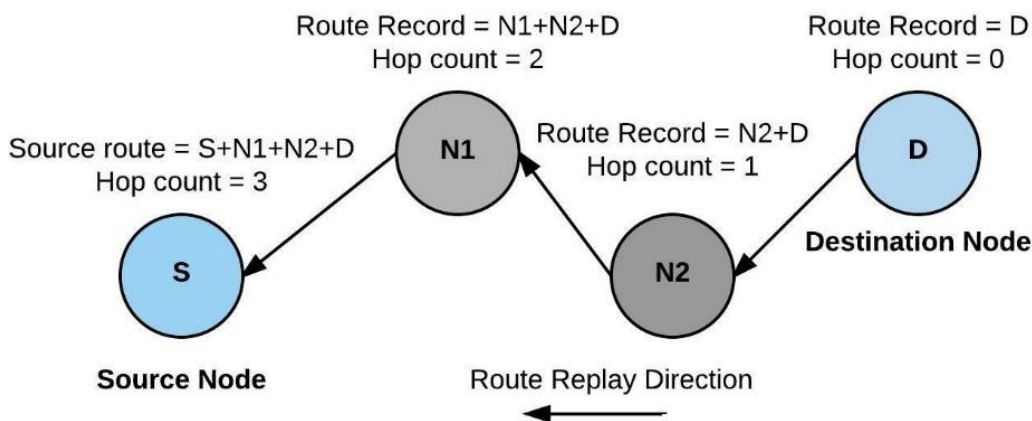 Route Record = N1+N2+D
Hop count = 2
Route Record = D
Hop count = 0
Source route = S+N1+N2+D
Hop count = 3
N1
Route Record = N2+D
Hop count = 1
D
Destination Node
S
N2
Source Node
Route Replay Direction